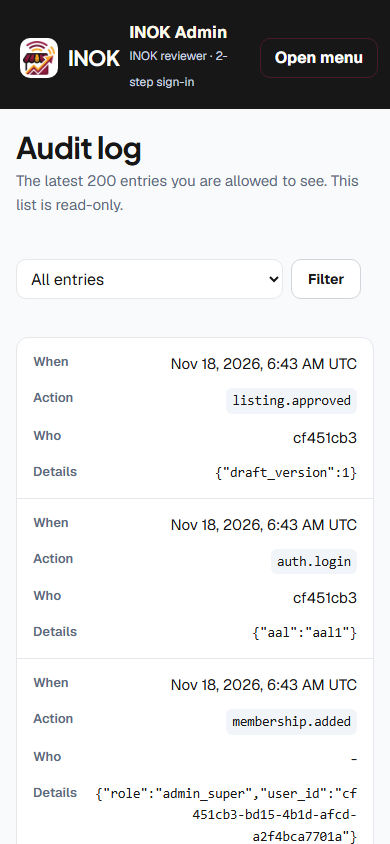 INOK
INOK Admin
INOK reviewer · 2-
step sign-in
Open menu
Audit log
The latest 200 entries you are allowed to see. This
list is read-only.
All entries
Filter
When
Nov 18, 2026, 6:43 AM UTC
Action
listing.approved
Who
cf451cb3
Details
{"draft_version":1}
When
Nov 18, 2026, 6:43 AM UTC
Action
auth.login
Who
cf451cb3
Details
{"aal":"aal1"}
When
Nov 18, 2026, 6:43 AM UTC
Action
membership.added
Who
-
Details
{"role":"admin_super","user_id":"cf
451cb3-bd15-4b1d-afcd-
a2f4bca7701a"}